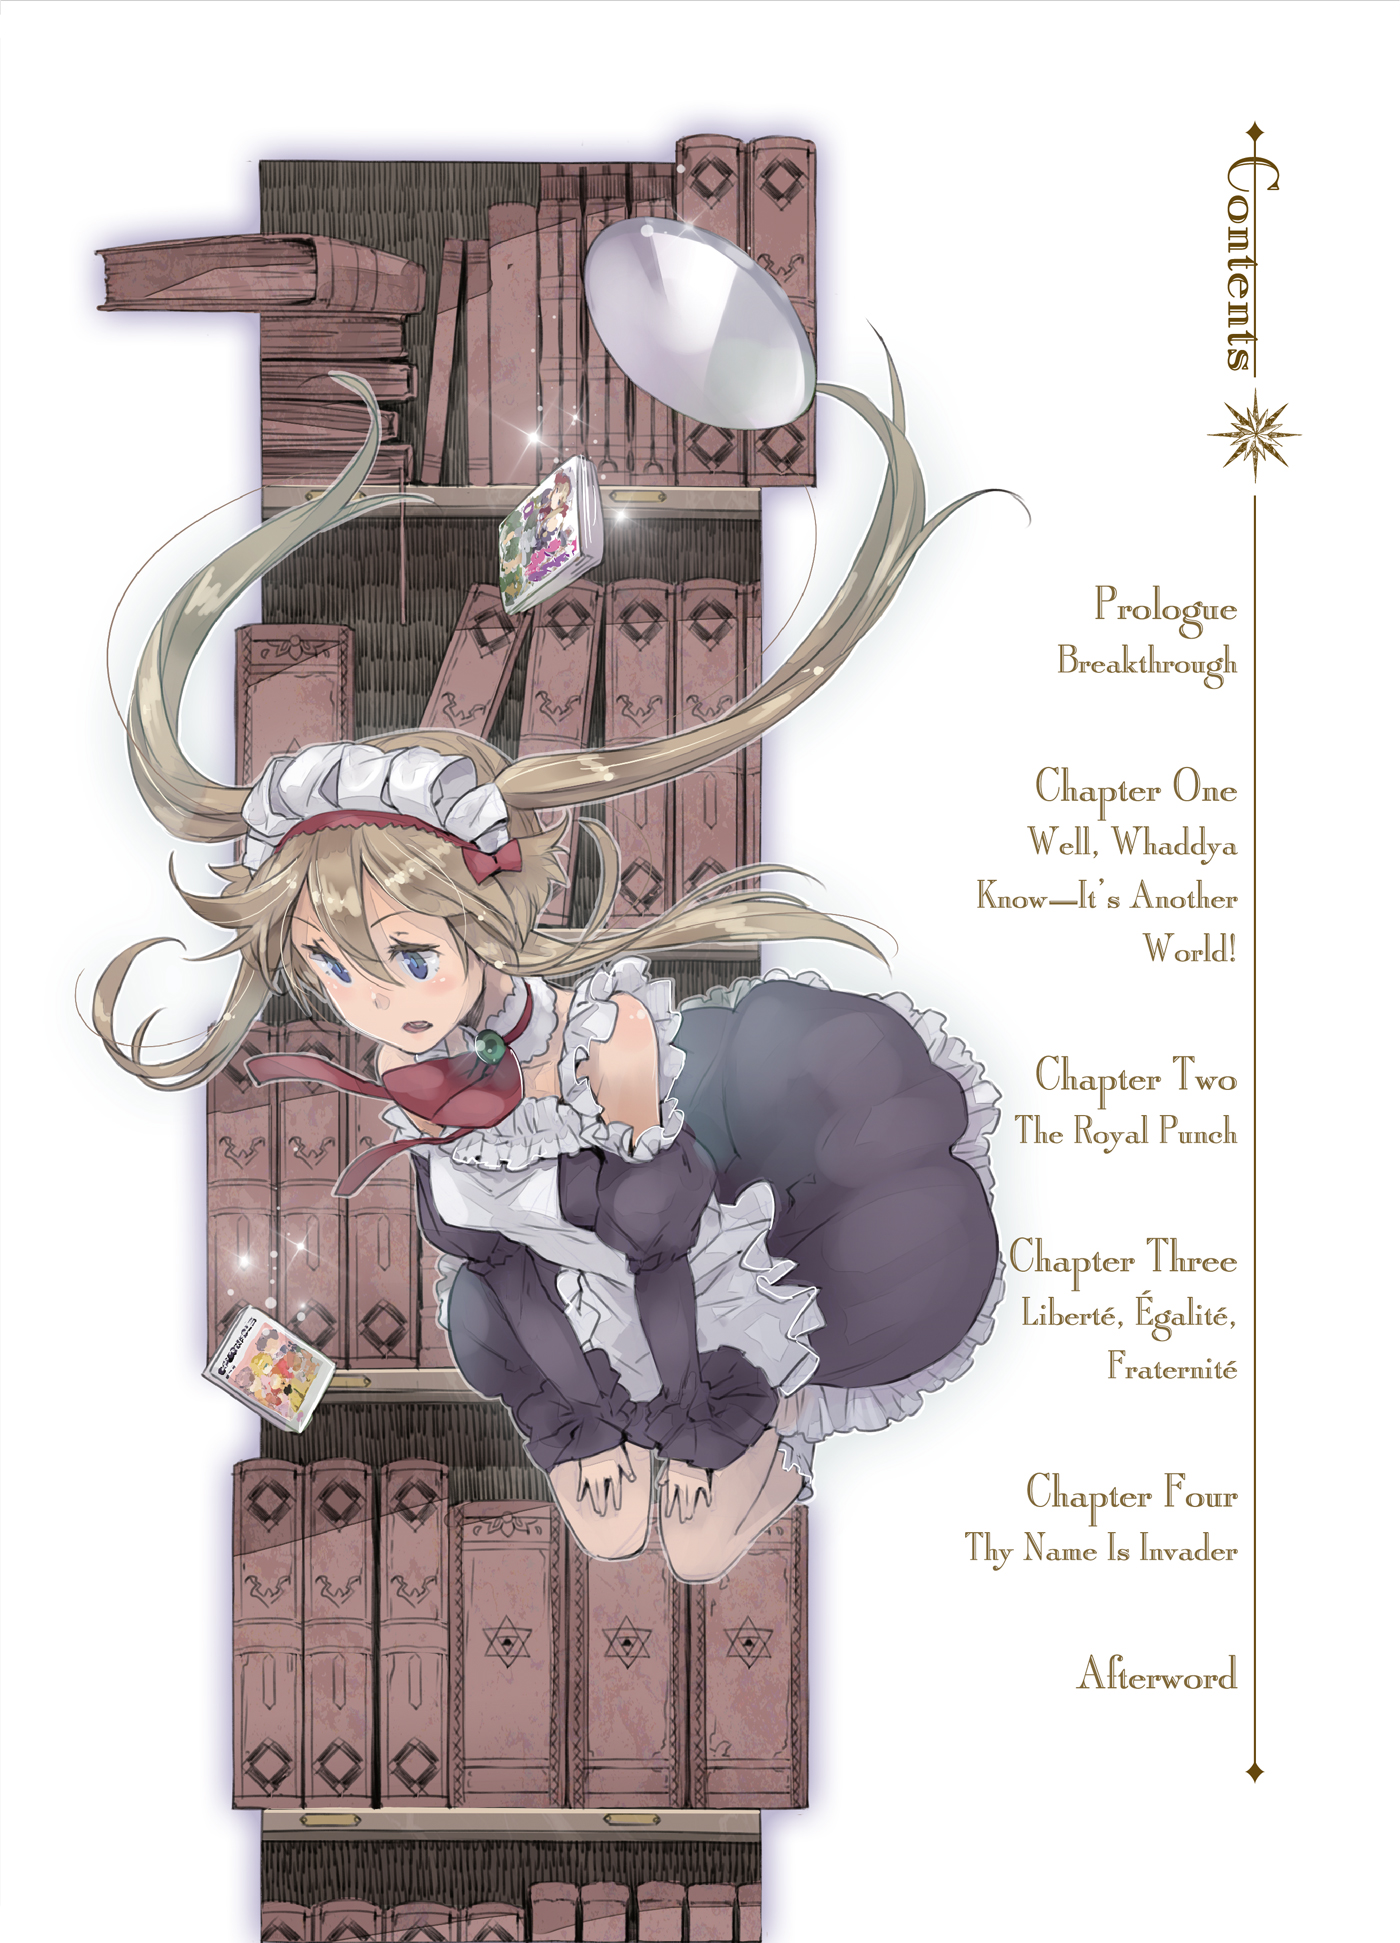 Contents
Prologue
Breakthrough
Chapter One
Well, Whaddya
Know—It's Another
World!
Chapter Two
The Royal Punch
Chapter Three
Liberté, Égalité,
Fraternité
Chapter Four
Thy Name Is Invader
Afterword